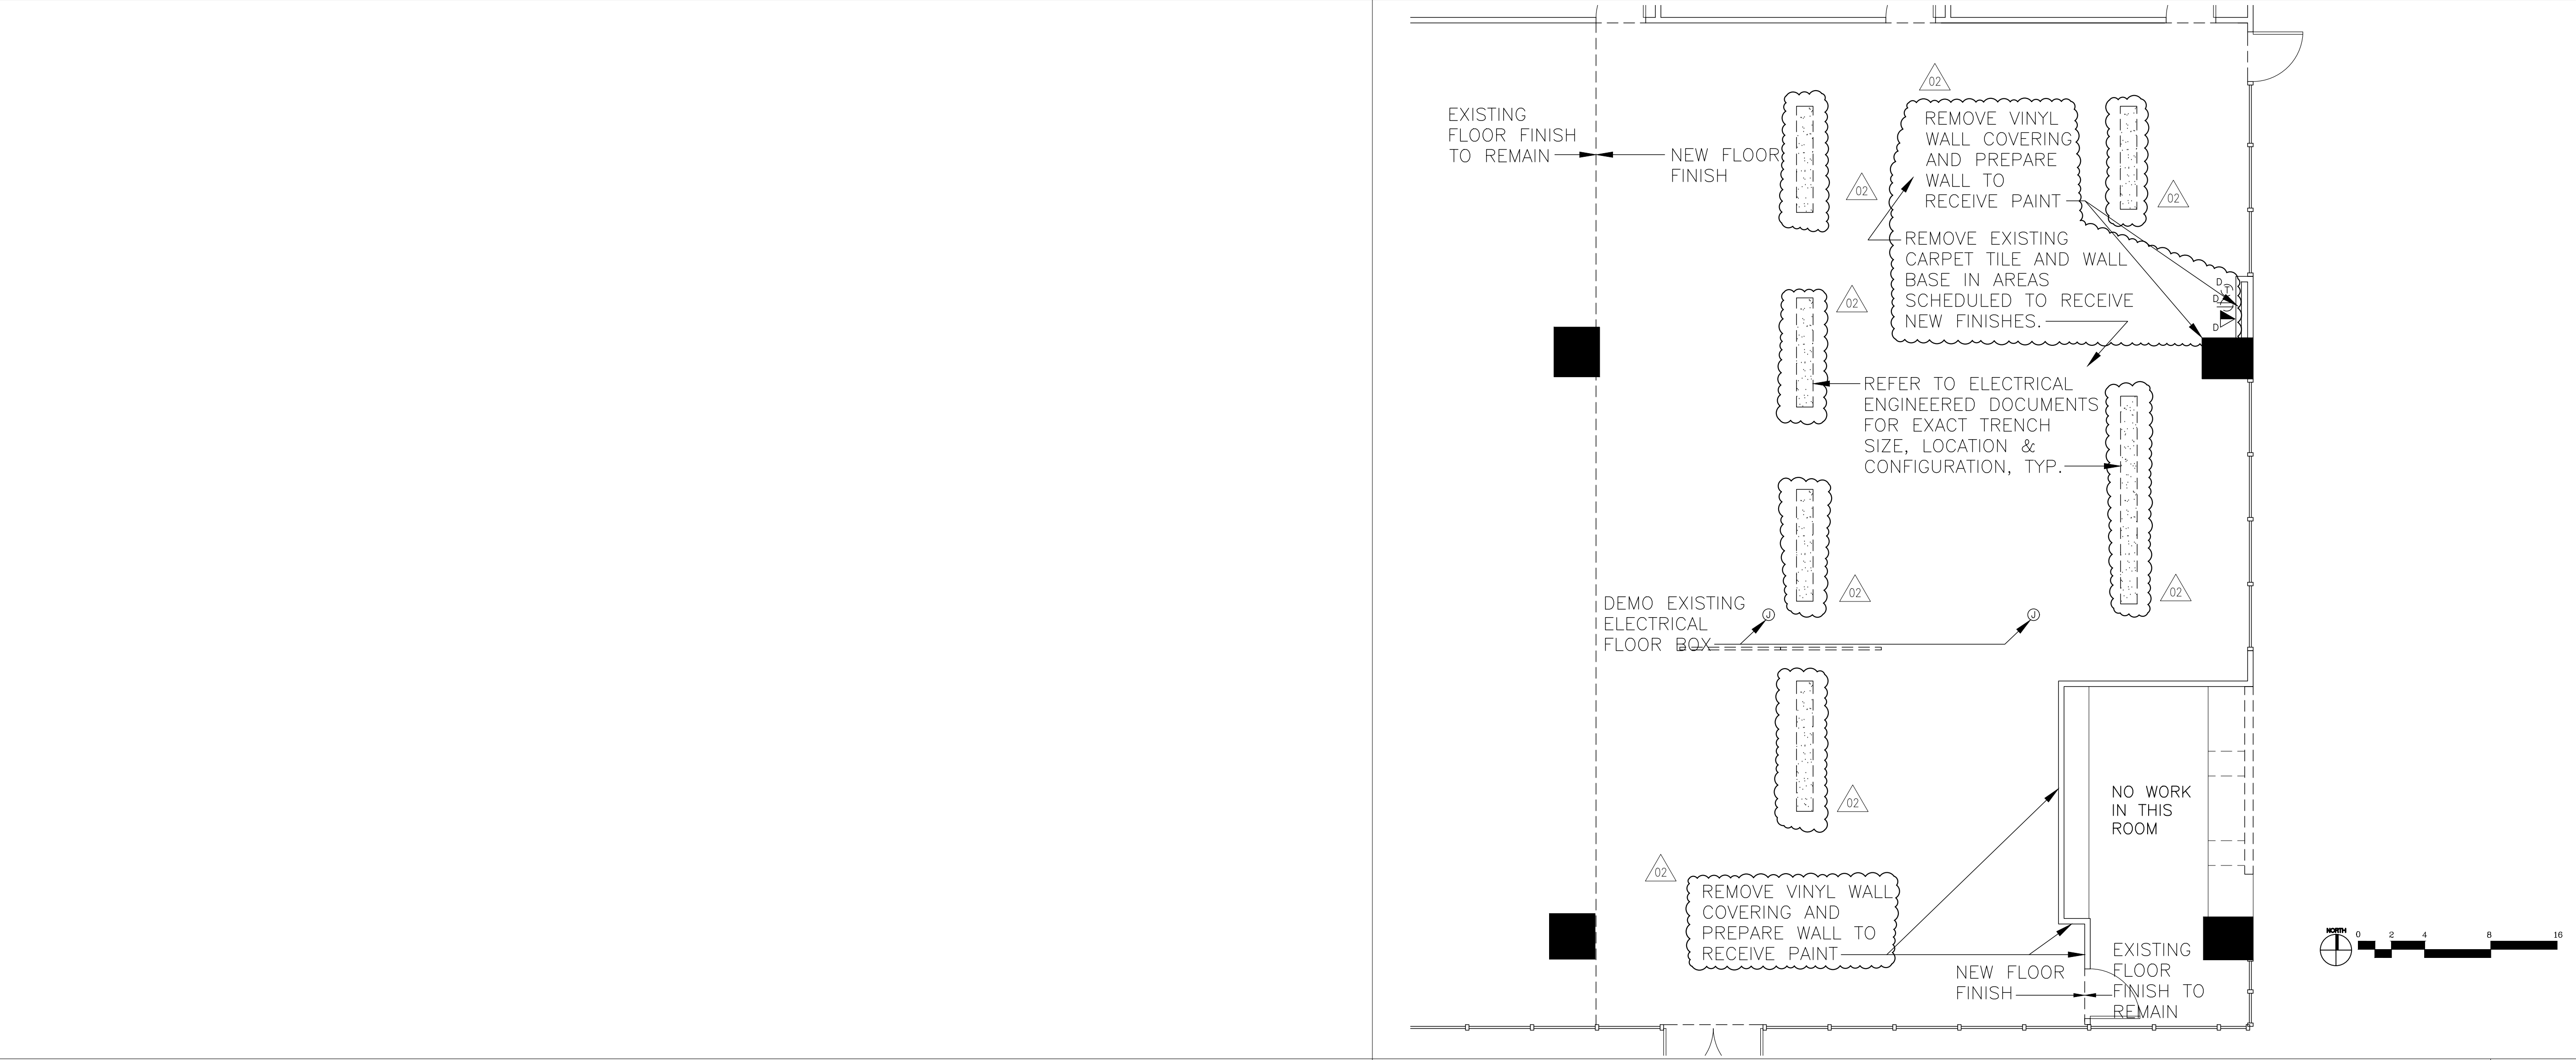 02
EXISTING
FLOOR FINISH
TO REMAIN
NEW FLOOR
FINISH
02
REMOVE VINYL
WALL COVERING
AND PREPARE
WALL TO
RECEIVE PAINT
02
REMOVE EXISTING
CARPET TILE AND WALL
BASE IN AREAS
SCHEDULED TO RECEIVE
NEW FINISHES.
D
T
D
D
02
REFER TO ELECTRICAL
ENGINEERED DOCUMENTS
FOR EXACT TRENCH
SIZE, LOCATION &
CONFIGURATION, TYP.
02
02
DEMO EXISTING
ELECTRICAL
FLOOR BOX
J
J
02
NO WORK
IN THIS
ROOM
02
REMOVE VINYL WALL
COVERING AND
PREPARE WALL TO
RECEIVE PAINT
NEW FLOOR
FINISH
EXISTING
FLOOR
FINISH TO
REMAIN
NORTH
0 2 4 8 16